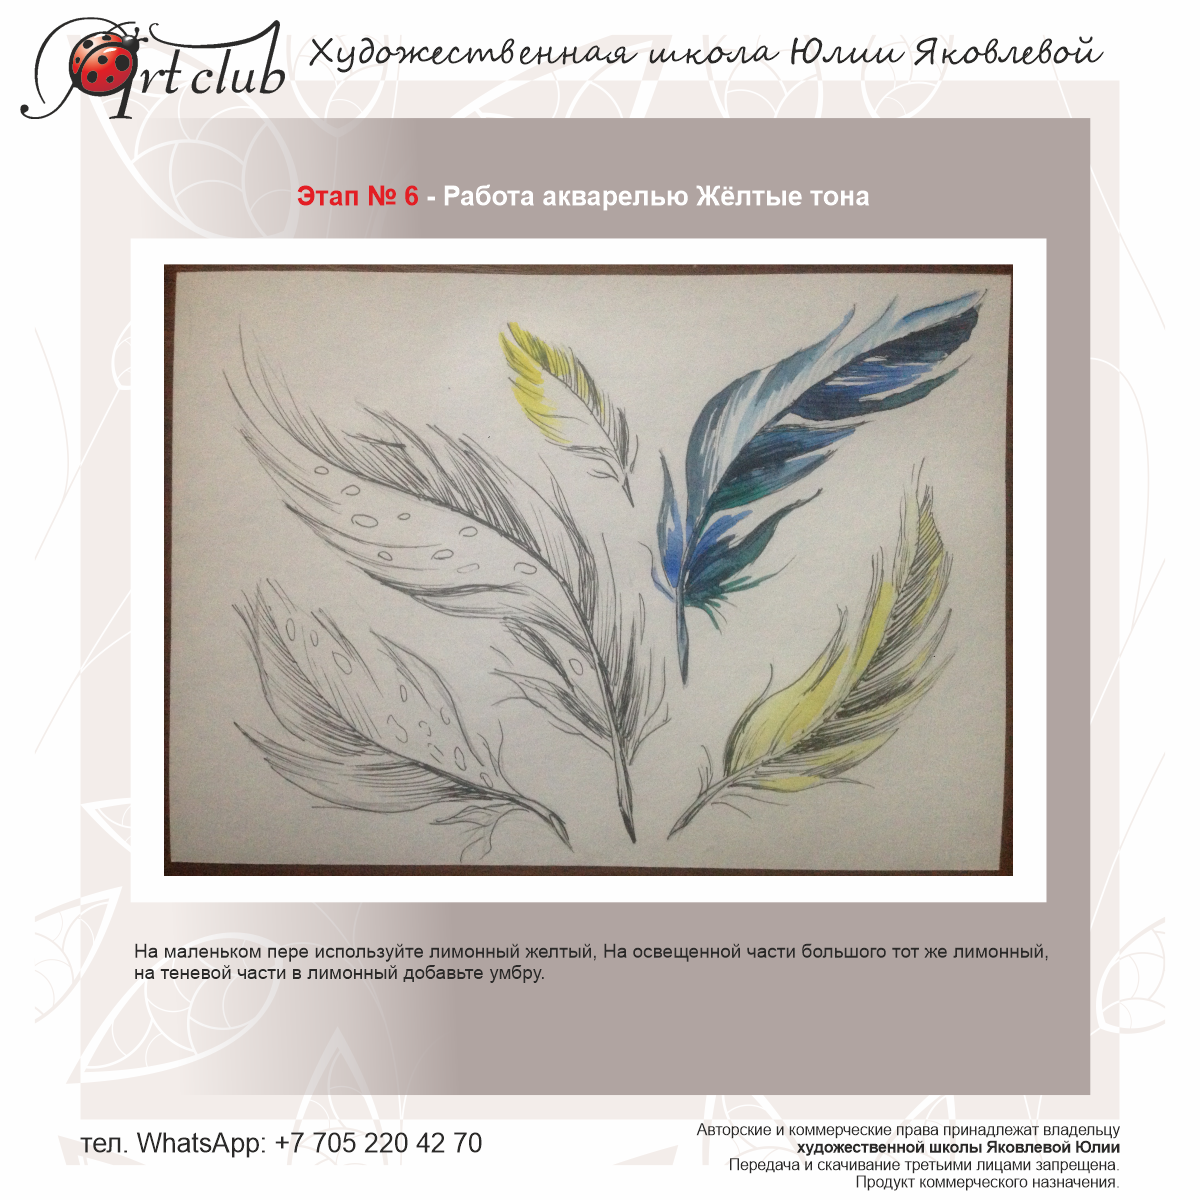 Art club
Художественная школа Юлии Яковлевой
Этап № 6 - Работа акварелью Жёлтые тона
На маленьком пере используйте лимонный желтый, На освещенной части большого тот же лимонный,
на теневой части в лимонный добавьте умбру.
тел. WhatsApp: +7 705 220 42 70
Авторские и коммерческие права принадлежат владельцу
художественной школы Яковлевой Юлии
Передача и скачивание третьими лицами запрещена.
Продукт коммерческого назначения.